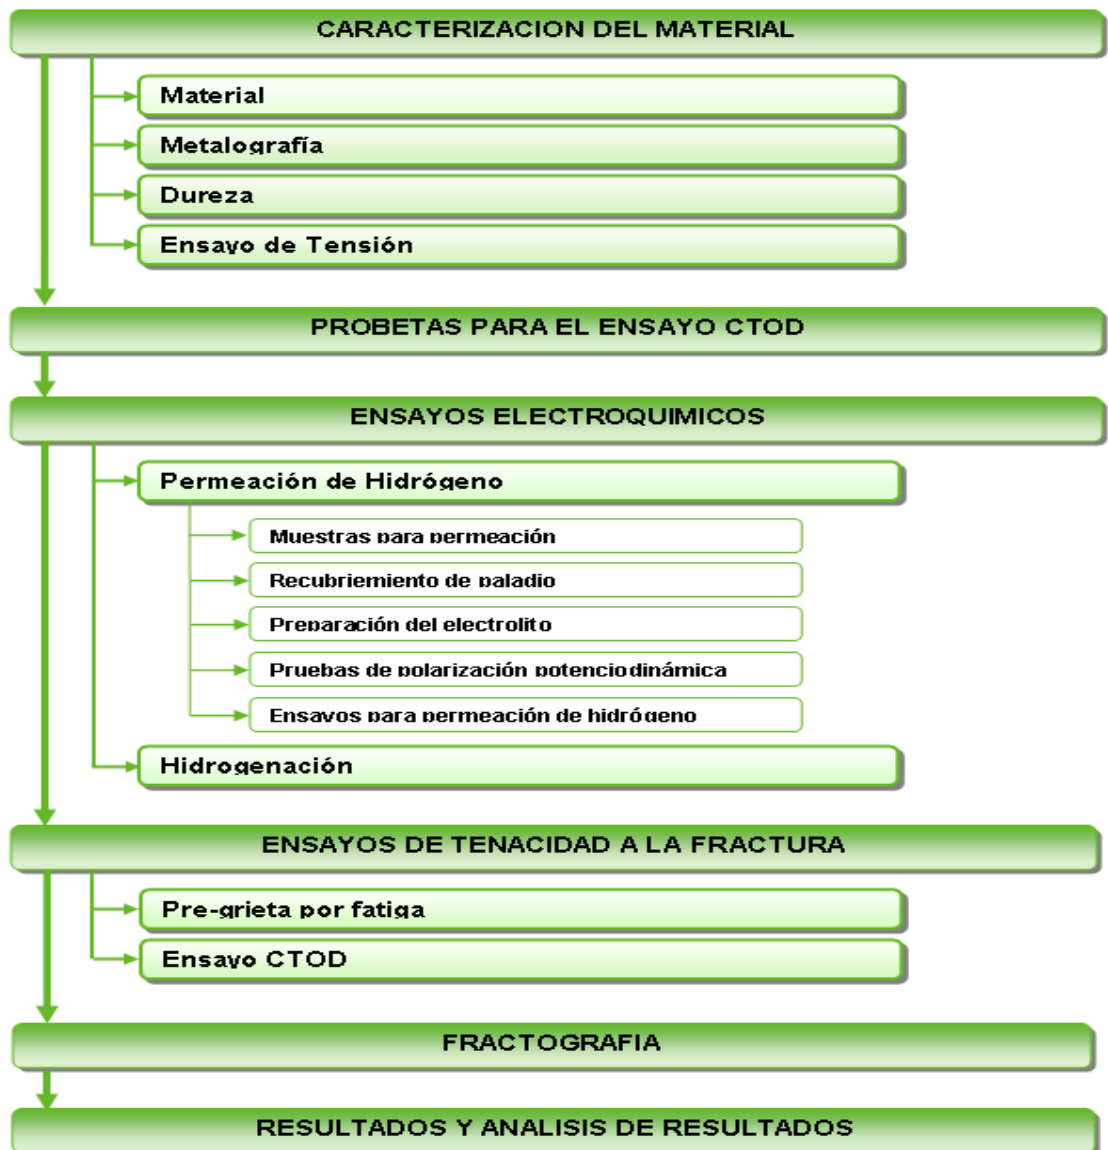 CARACTERIZACION DEL MATERIAL
Material
Metalografía
Dureza
Ensayo de Tensión
PROBETAS PARA EL ENSAYO CTOD
ENSAYOS ELECTROQUIMICOS
Permeación de Hidrógeno
Muestras para permeación
Recubriemiento de paladio
Preparación del electrolito
Pruebas de polarización potenciodinámica
Ensayos para permeación de hidrógeno
Hidrogenación
ENSAYOS DE TENACIDAD A LA FRACTURA
Pre-grieta por fatiga
Ensayo CTOD
FRACTOGRAFIA
RESULTADOS Y ANALISIS DE RESULTADOS